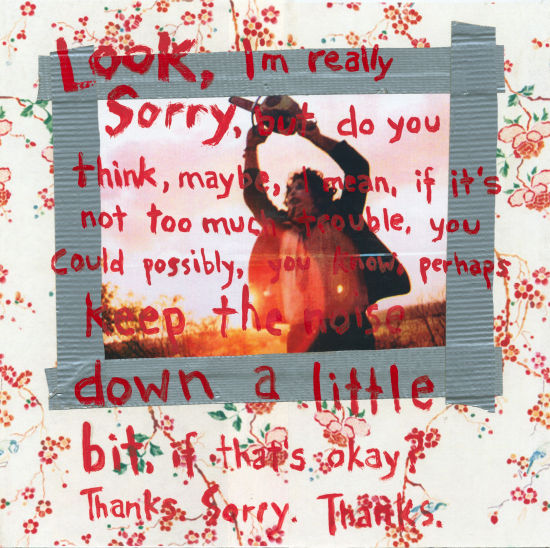 Look, Im really
Sorry, but do you
think, maybe, I mean, if it's
not too much trouble, you
could possibly, you know, perhaps
keep the noise
down a little
bit, if that's okay?
Thanks. Sorry. Thanks.